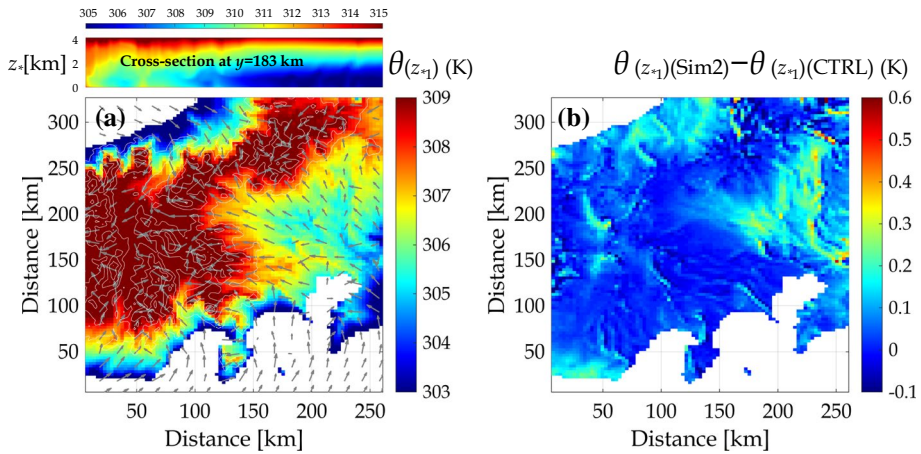 305 306 307 308 309 310 311 312 313 314 315
4
2
0
z*[km]
Cross-section at y=183 km
θ(z*1) (K)
θ (z*1)(Sim2)−θ (z*1)(CTRL) (K)
(a)
309
308
307
306
305
304
303
300
250
200
150
100
50
Distance [km]
50 100 150 200 250
Distance [km]
(b)
0.6
0.5
0.4
0.3
0.2
0.1
0
-0.1
300
250
200
150
100
50
Distance [km]
50 100 150 200 250
Distance [km]